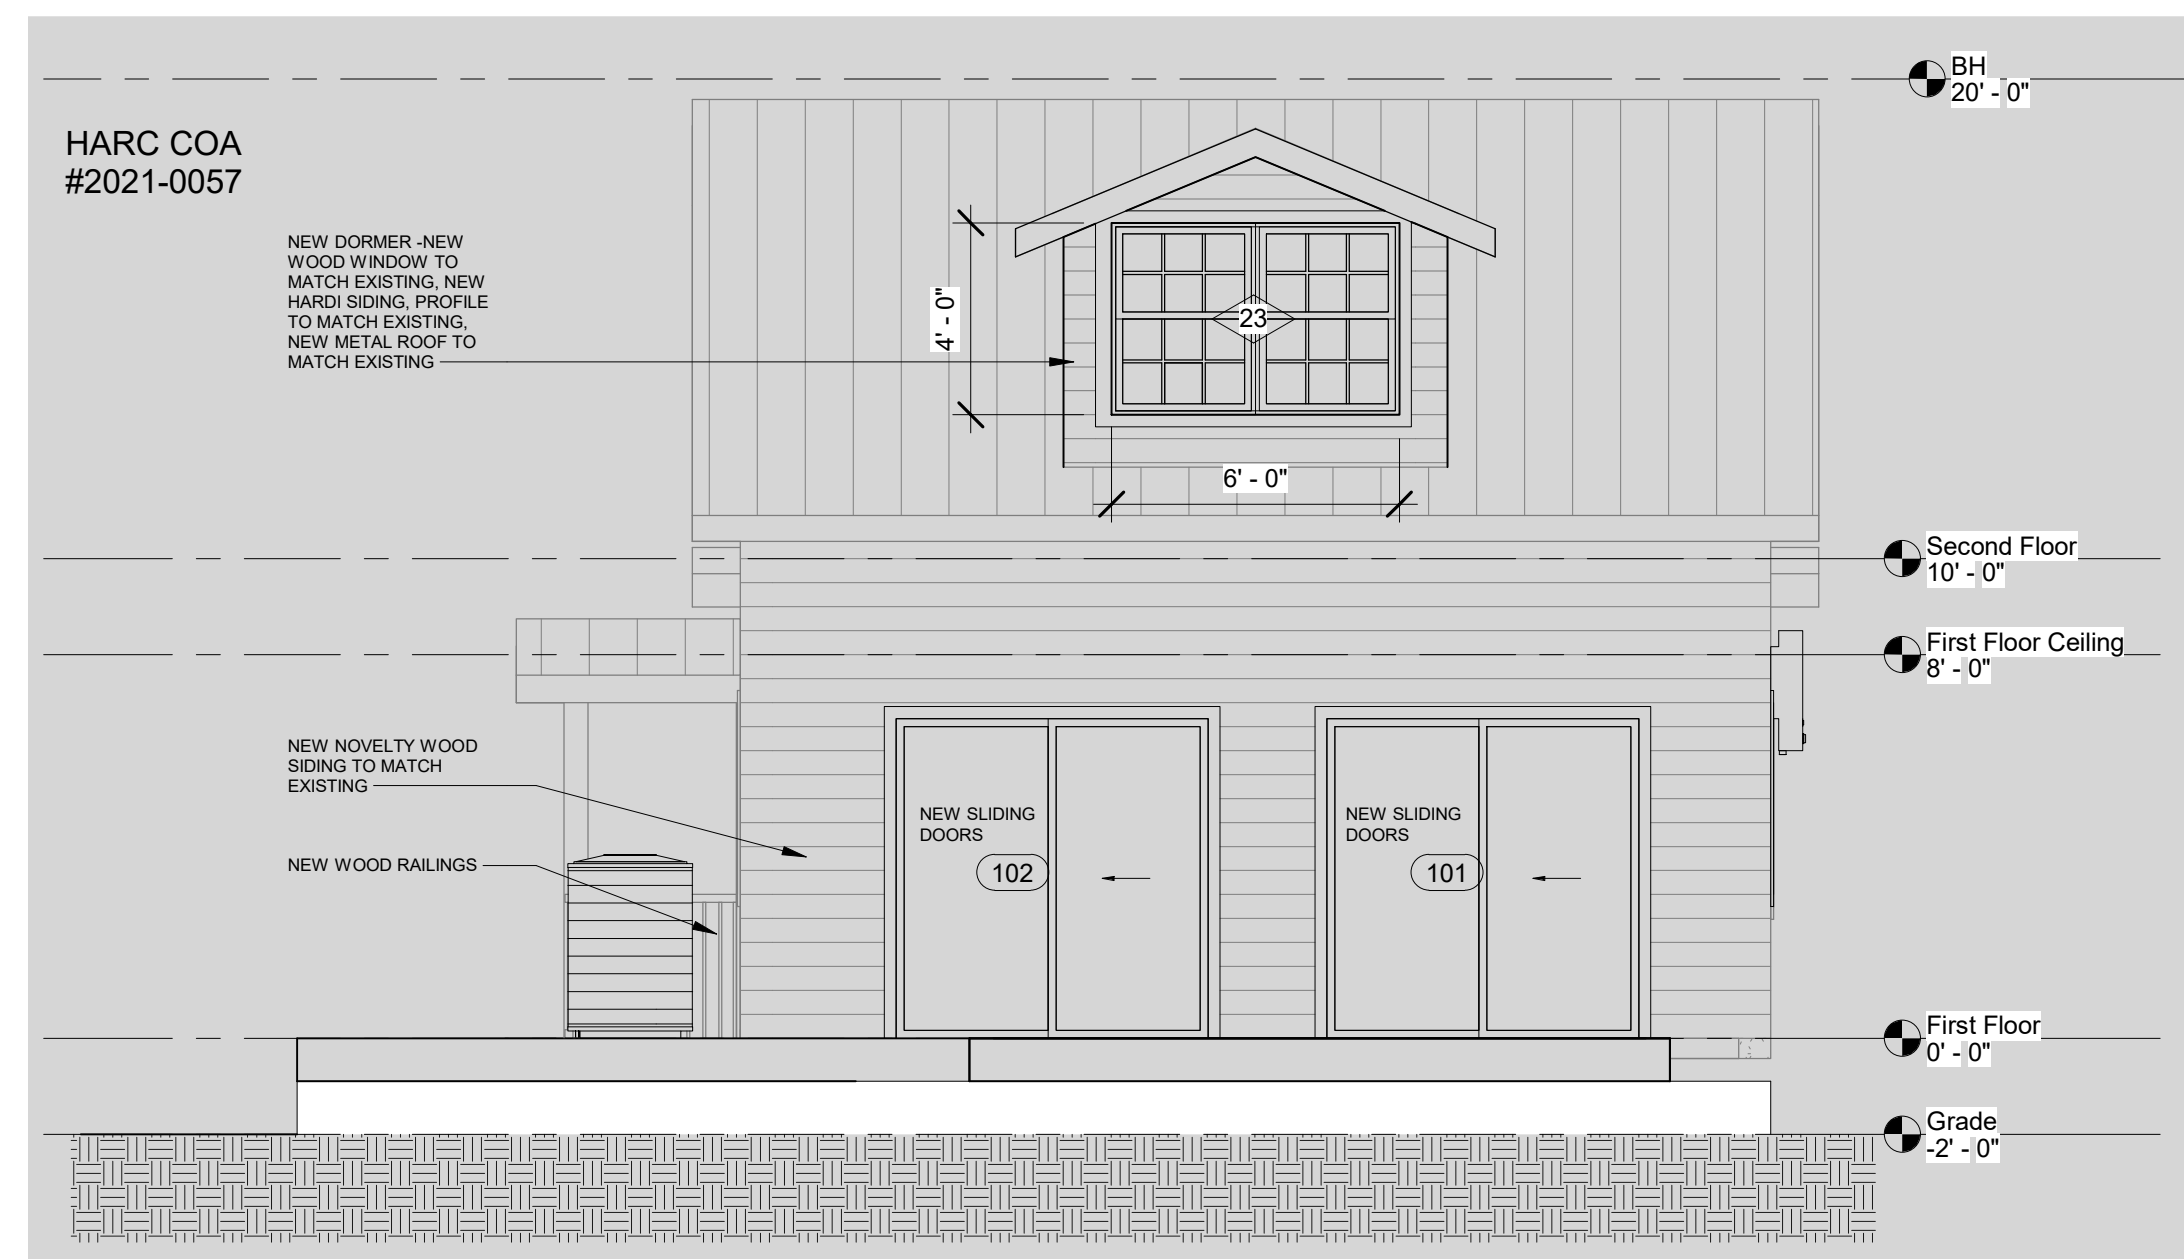 BH
20' - 0"
HARC COA
#2021-0057
NEW DORMER -NEW
WOOD WINDOW TO
MATCH EXISTING, NEW
HARDI SIDING, PROFILE
TO MATCH EXISTING,
NEW METAL ROOF TO
MATCH EXISTING
4' - 0"
23
6' - 0"
Second Floor
10' - 0"
First Floor Ceiling
8' - 0"
NEW NOVELTY WOOD
SIDING TO MATCH
EXISTING
NEW WOOD RAILINGS
NEW SLIDING
DOORS
102
NEW SLIDING
DOORS
101
First Floor
0' - 0"
Grade
-2' - 0"